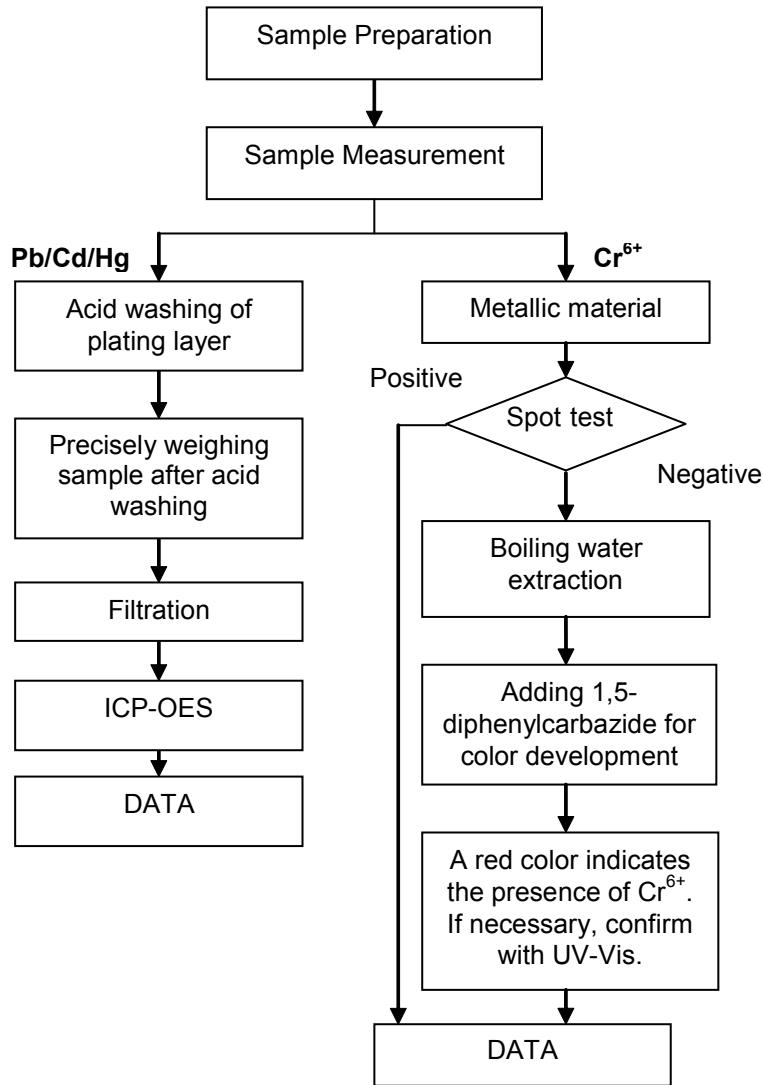 Sample Preparation
Sample Measurement
Pb/Cd/Hg
Acid washing of
plating layer
Precisely weighing
sample after acid
washing
Filtration
ICP-OES
DATA
Cr⁶⁺
Metallic material
Positive
Spot test
Negative
Boiling water
extraction
Adding 1,5-
diphenylcarbazide for
color development
A red color indicates
the presence of Cr⁶⁺.
If necessary, confirm
with UV-Vis.
DATA